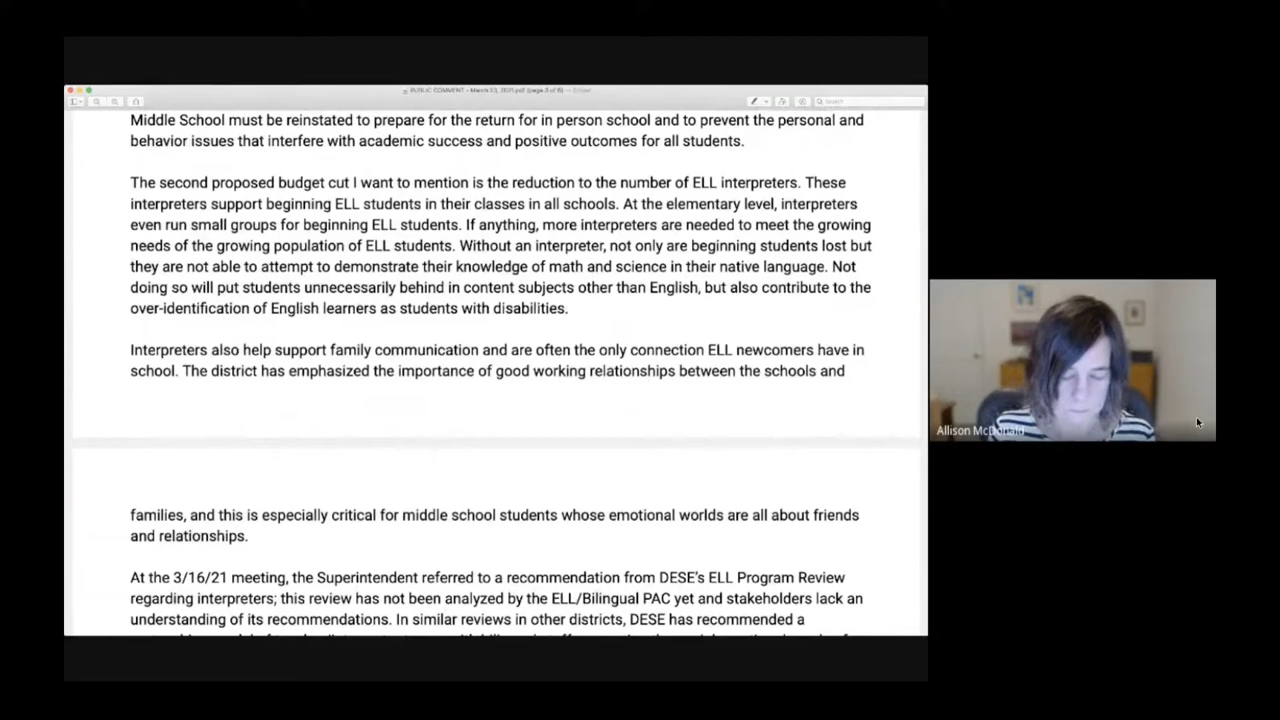 PUBLIC COMMENT - March 23, 2021.pdf (page 3 of 6) — Edited
Search
Middle School must be reinstated to prepare for the return for in person school and to prevent the personal and
behavior issues that interfere with academic success and positive outcomes for all students.
The second proposed budget cut I want to mention is the reduction to the number of ELL interpreters. These
interpreters support beginning ELL students in their classes in all schools. At the elementary level, interpreters
even run small groups for beginning ELL students. If anything, more interpreters are needed to meet the growing
needs of the growing population of ELL students. Without an interpreter, not only are beginning students lost but
they are not able to attempt to demonstrate their knowledge of math and science in their native language. Not
doing so will put students unnecessarily behind in content subjects other than English, but also contribute to the
over-identification of English learners as students with disabilities.
Interpreters also help support family communication and are often the only connection ELL newcomers have in
school. The district has emphasized the importance of good working relationships between the schools and
families, and this is especially critical for middle school students whose emotional worlds are all about friends
and relationships.
At the 3/16/21 meeting, the Superintendent referred to a recommendation from DESE's ELL Program Review
regarding interpreters; this review has not been analyzed by the ELL/Bilingual PAC yet and stakeholders lack an
understanding of its recommendations. In similar reviews in other districts, DESE has recommended a
Allison McDonald